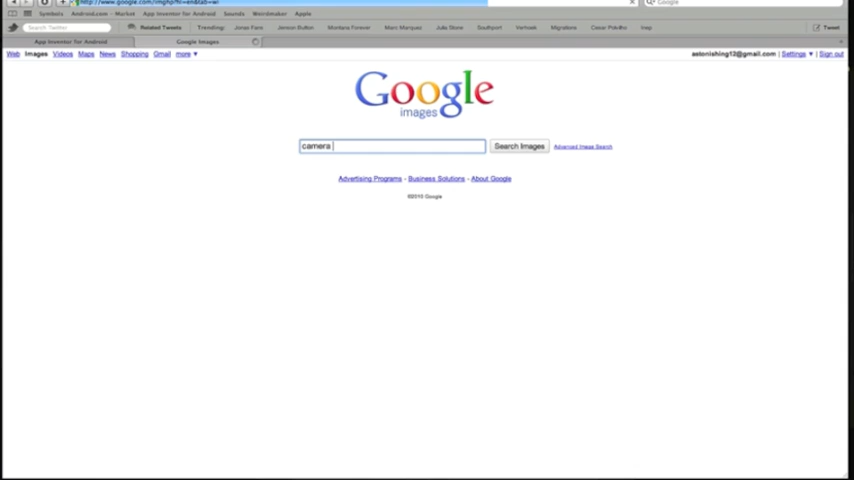 http://www.google.com/imghp?hl=en&tab=wi
Google
Symbols Android.com - Market App Inventor for Android Sounds Weirdmaker Apple
Search Twitter Related Tweets Trending: Jonas Fans Jenson Button Montana Forever Marc Marquez Julia Stone Southport Verhoek Migrations Cesar Tweet
App Inventor for Android Google Images
Web Images Videos Maps News Shopping Gmail more ▼ astonishing13@gmail.com | Settings ▼ | Sign out
Google
images
camera Search Images Advanced Image Search
Advertising Programs - Business Solutions - About Google
©2010 Google